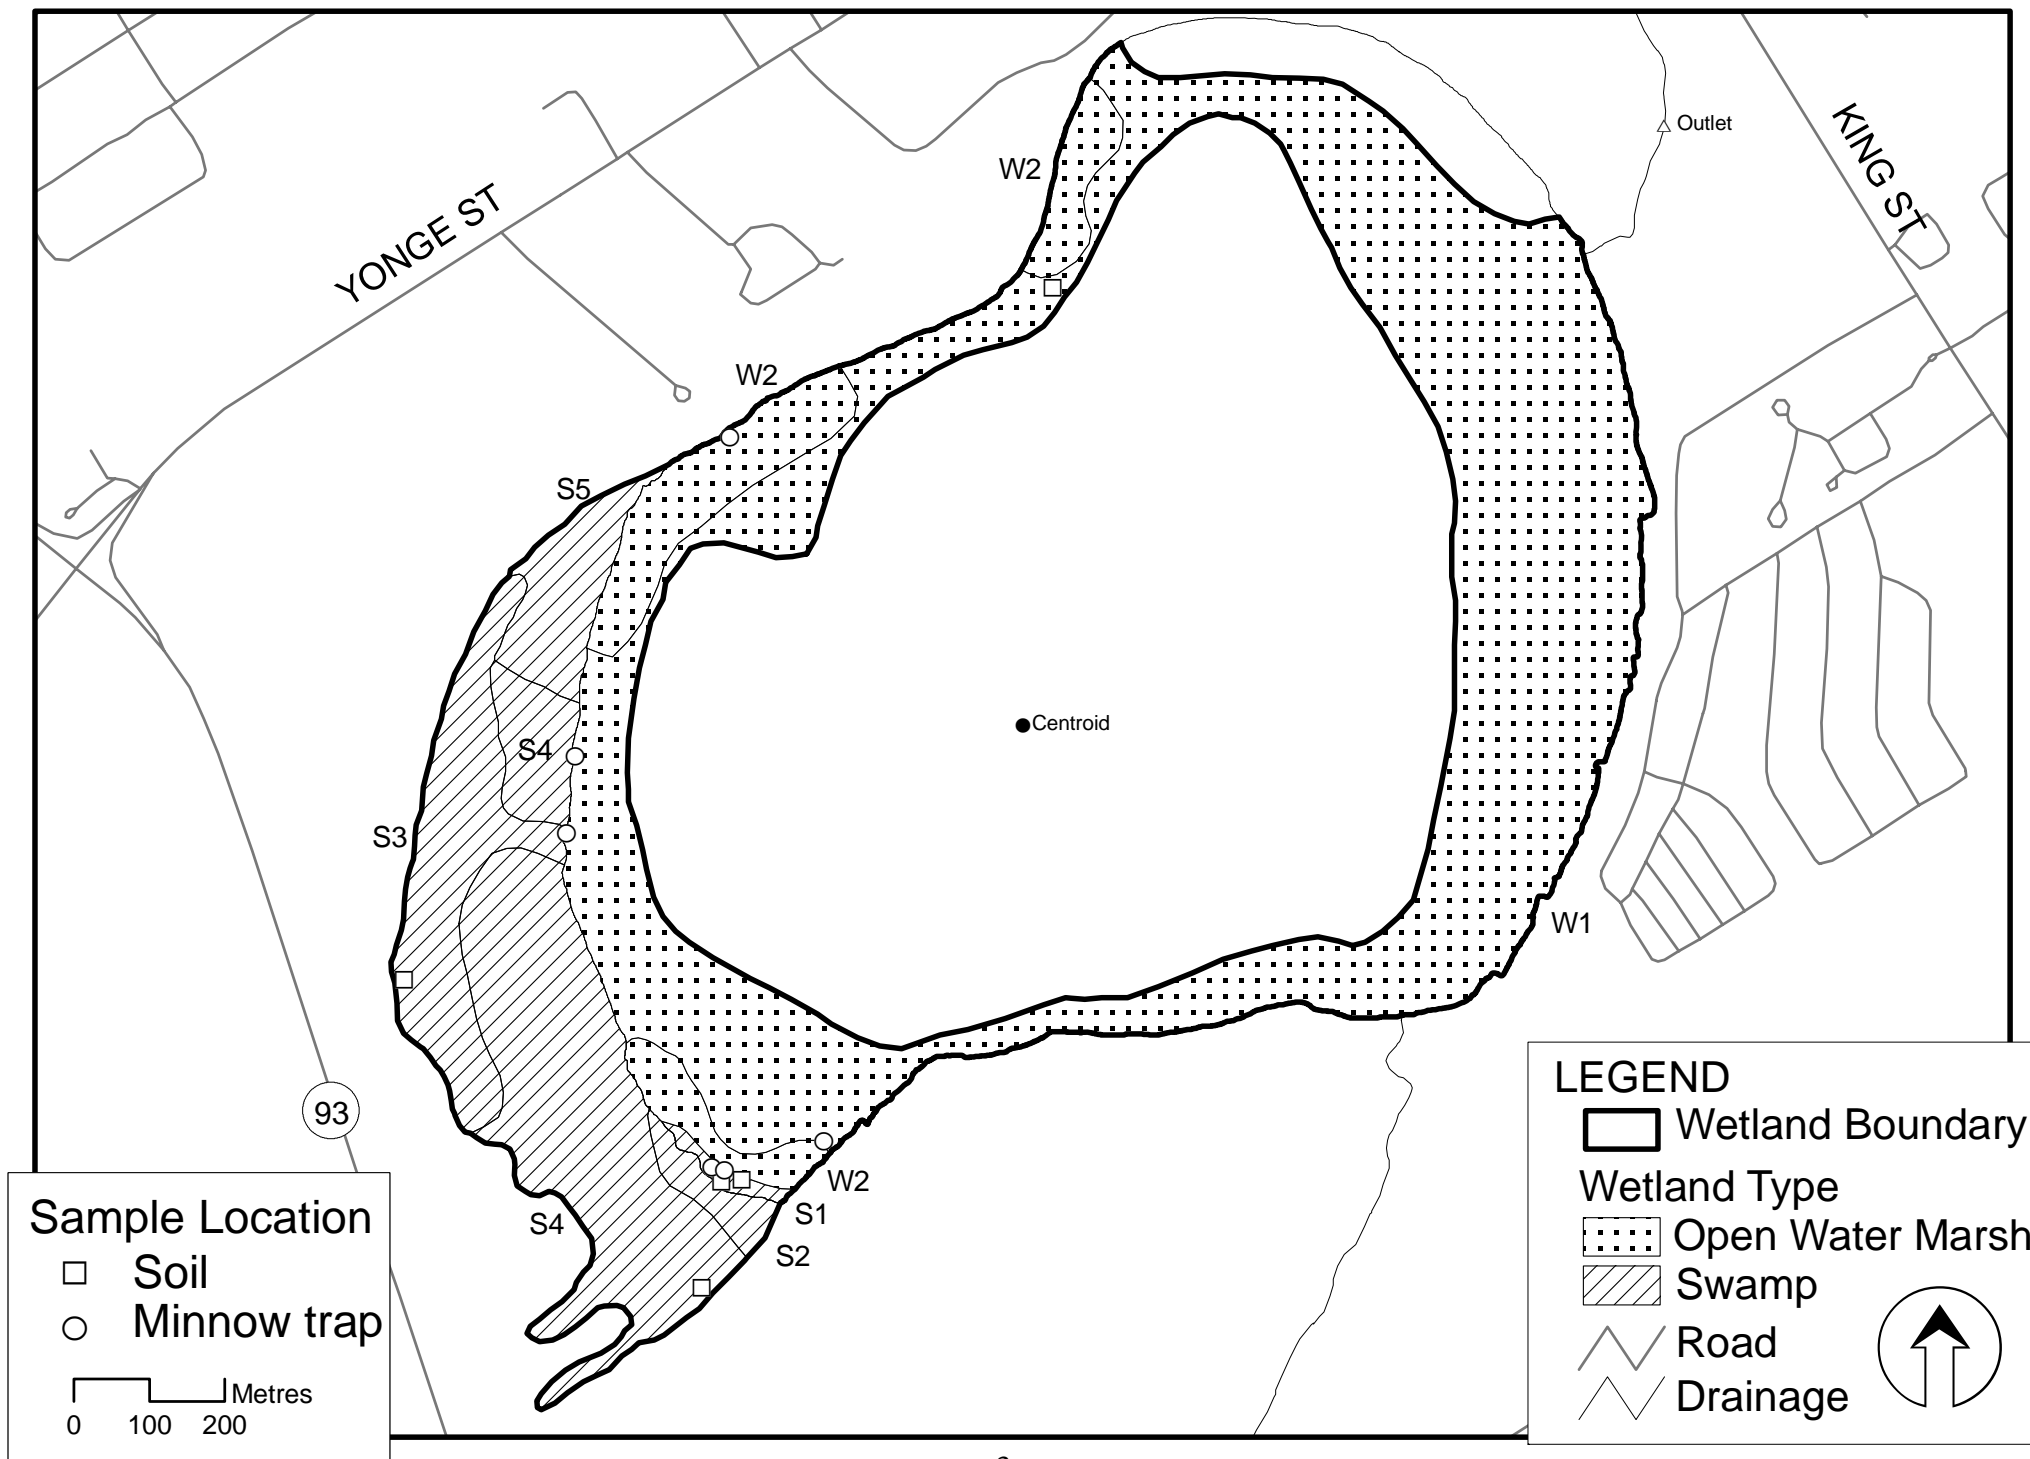 Outlet
KING ST
W2
YONGE ST
W2
S5
Centroid
S4
S3
W1
93
W2
S1
S4
S2
LEGEND
Wetland Boundary
Wetland Type
Open Water Marsh
Swamp
Road
Drainage
Sample Location
Soil
Minnow trap
Metres
0 100 200